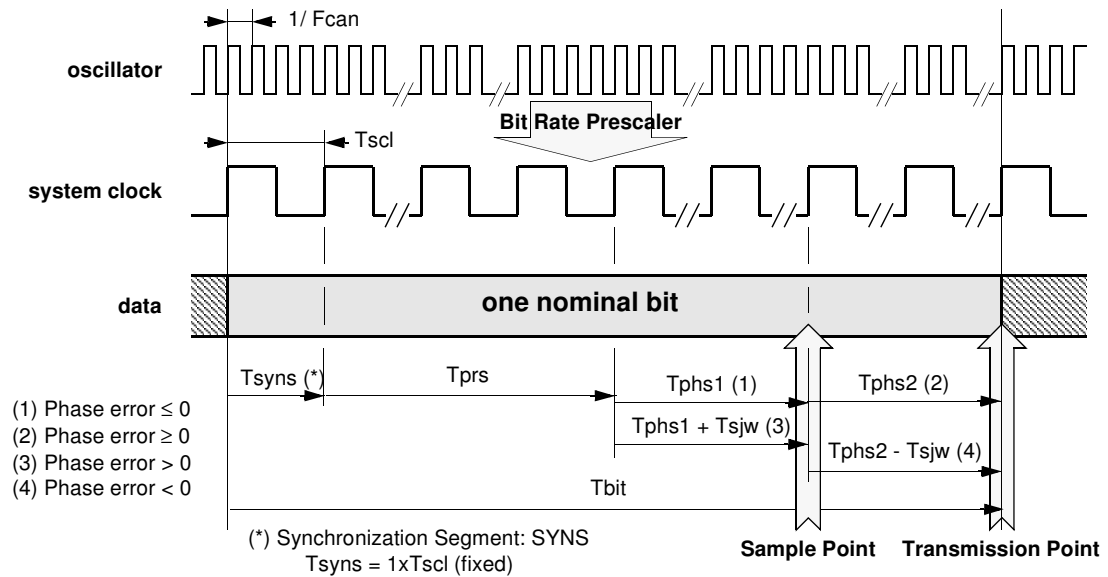 1/ Fcan
oscillator
Bit Rate Prescaler
Tscl
system clock
data
one nominal bit
Tsyns (*)
Tprs
Tphs1 (1)
Tphs2 (2)
(1) Phase error ≤ 0
(2) Phase error ≥ 0
(3) Phase error > 0
(4) Phase error < 0
Tphs1 + Tsjw (3)
Tphs2 - Tsjw (4)
Tbit
(*) Synchronization Segment: SYNS
Tsyns = 1xTscl (fixed)
Sample Point
Transmission Point